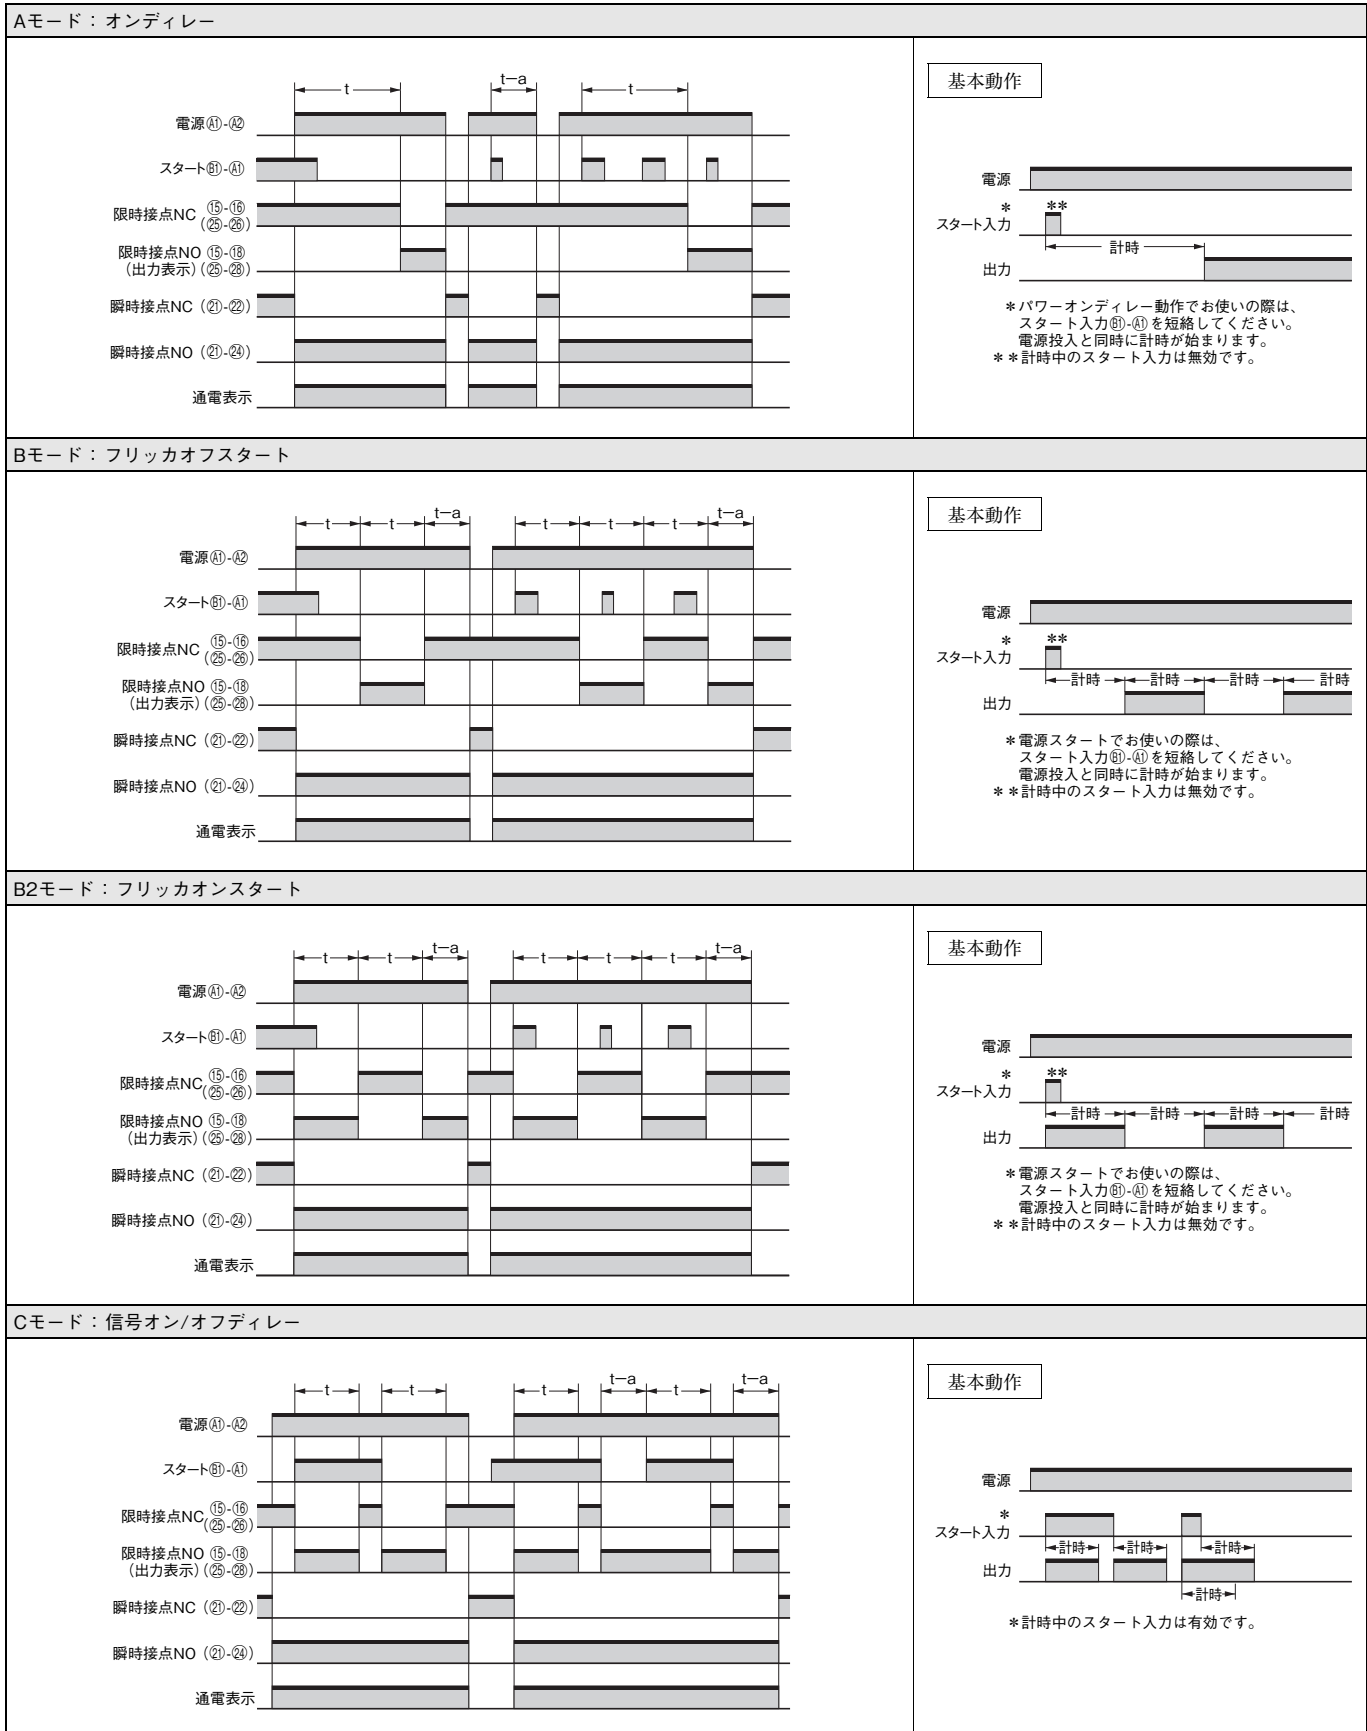 Aモード：オンディレー
t
t−a
t
電源Ⓐ1-Ⓐ2
スタートⒷ1-Ⓐ1
限時接点NC ⑮-⑯
(㉕-㉖)
限時接点NO ⑮-⑱
(出力表示)(㉕-㉘)
瞬時接点NC (㉑-㉒)
瞬時接点NO (㉑-㉔)
通電表示
基本動作
電源
＊
＊＊
スタート入力
計時
出力
＊パワーオンディレー動作でお使いの際は、
スタート入力Ⓑ1-Ⓐ1を短絡してください。
電源投入と同時に計時が始まります。
＊＊計時中のスタート入力は無効です。
Bモード：フリッカオフスタート
t t t−a t t t t−a
電源Ⓐ1-Ⓐ2
スタートⒷ1-Ⓐ1
限時接点NC ⑮-⑯
(㉕-㉖)
限時接点NO ⑮-⑱
(出力表示)(㉕-㉘)
瞬時接点NC (㉑-㉒)
瞬時接点NO (㉑-㉔)
通電表示
基本動作
電源
＊
＊＊
スタート入力
計時 計時 計時 計時
出力
＊電源スタートでお使いの際は、
スタート入力Ⓑ1-Ⓐ1を短絡してください。
電源投入と同時に計時が始まります。
＊＊計時中のスタート入力は無効です。
B2モード：フリッカオンスタート
t t t−a t t t t−a
電源Ⓐ1-Ⓐ2
スタートⒷ1-Ⓐ1
限時接点NC ⑮-⑯
(㉕-㉖)
限時接点NO ⑮-⑱
(出力表示)(㉕-㉘)
瞬時接点NC (㉑-㉒)
瞬時接点NO (㉑-㉔)
通電表示
基本動作
電源
＊
＊＊
スタート入力
計時 計時 計時 計時
出力
＊電源スタートでお使いの際は、
スタート入力Ⓑ1-Ⓐ1を短絡してください。
電源投入と同時に計時が始まります。
＊＊計時中のスタート入力は無効です。
Cモード：信号オン/オフディレー
t t t t−a t t−a
電源Ⓐ1-Ⓐ2
スタートⒷ1-Ⓐ1
限時接点NC ⑮-⑯
(㉕-㉖)
限時接点NO ⑮-⑱
(出力表示)(㉕-㉘)
瞬時接点NC (㉑-㉒)
瞬時接点NO (㉑-㉔)
通電表示
基本動作
電源
＊
スタート入力
計時 計時 計時
出力
計時
＊計時中のスタート入力は有効です。